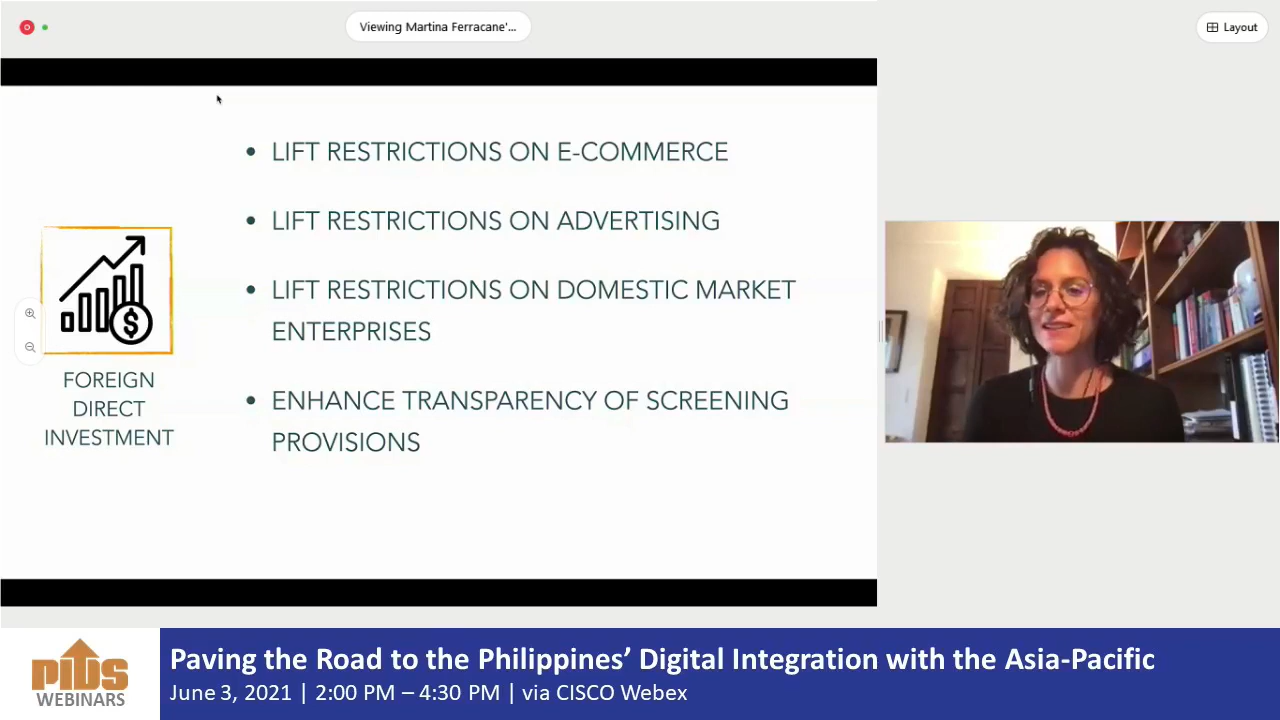 Viewing Martina Ferracane'...
Layout
• LIFT RESTRICTIONS ON E-COMMERCE
• LIFT RESTRICTIONS ON ADVERTISING
• LIFT RESTRICTIONS ON DOMESTIC MARKET
ENTERPRISES
• ENHANCE TRANSPARENCY OF SCREENING
PROVISIONS
$
FOREIGN
DIRECT
INVESTMENT
PIDS
WEBINARS
Paving the Road to the Philippines’ Digital Integration with the Asia-Pacific
June 3, 2021 | 2:00 PM – 4:30 PM | via CISCO Webex